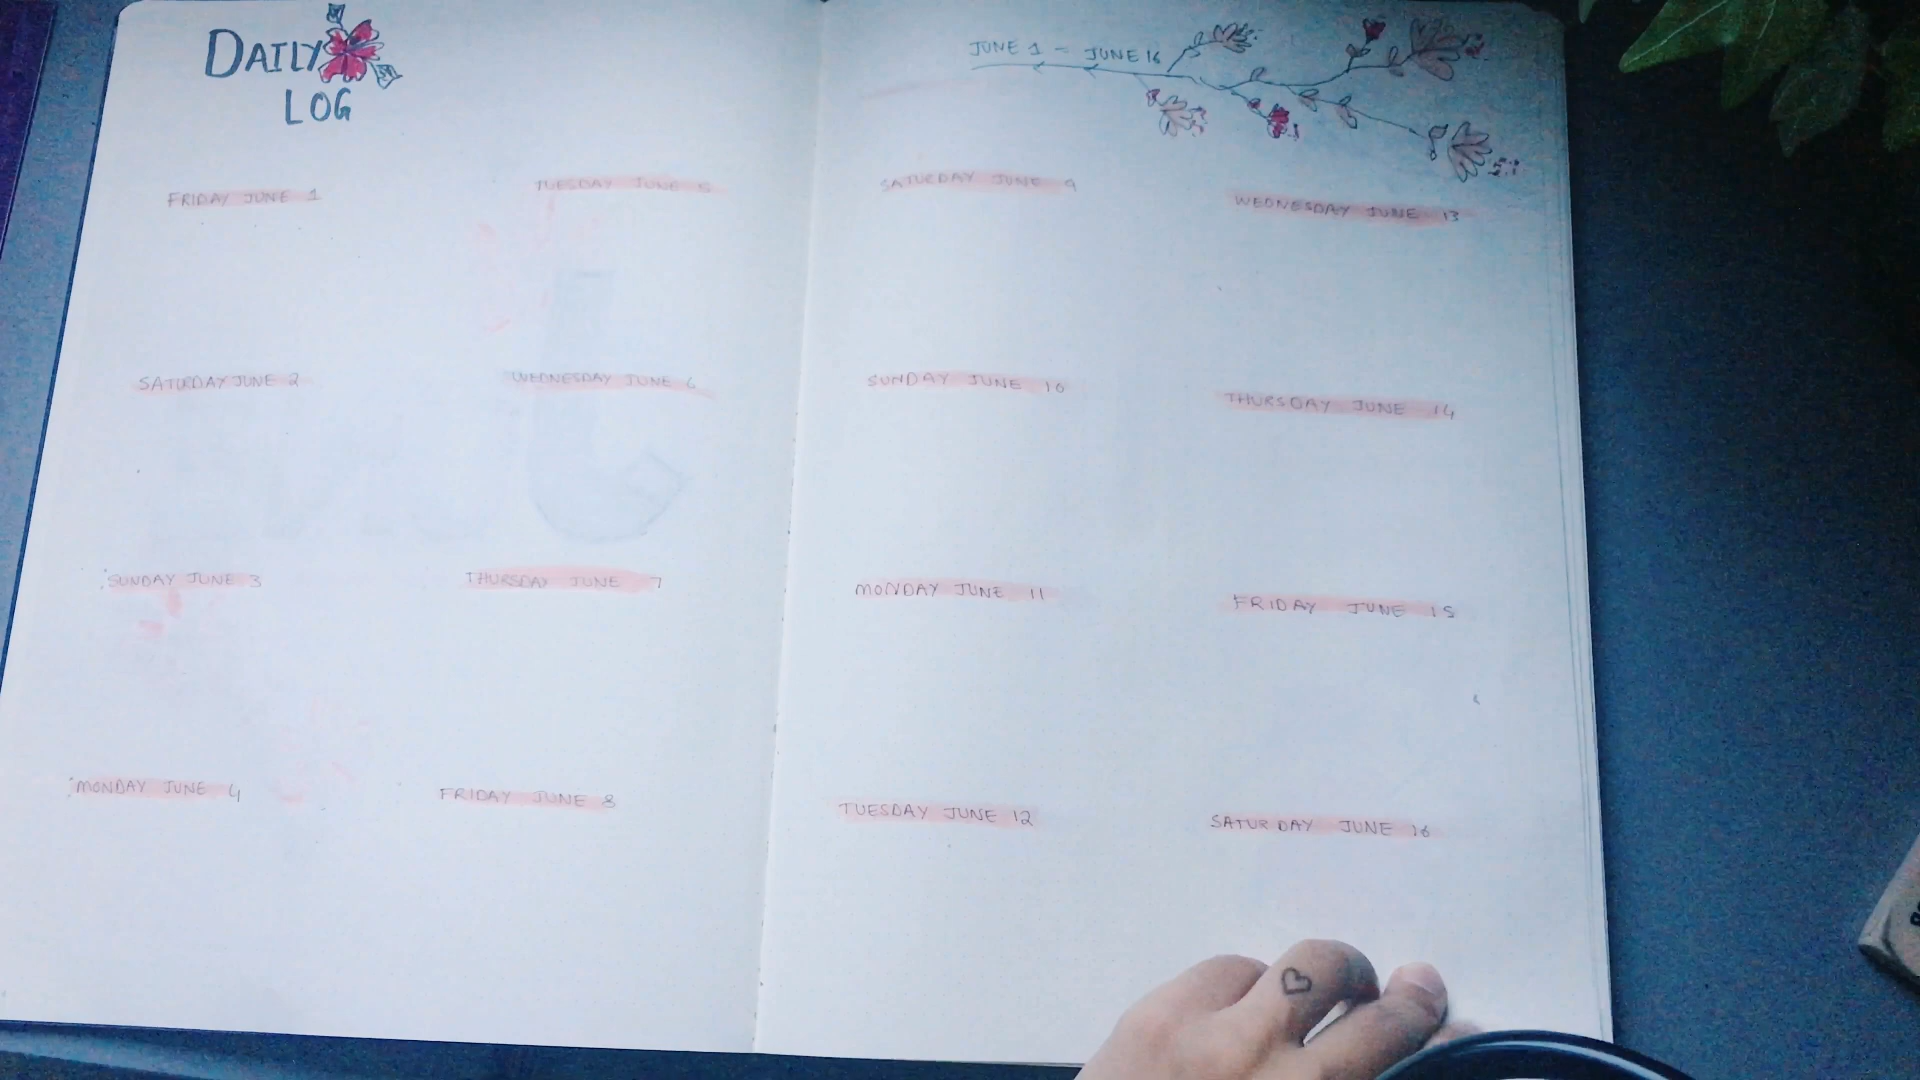 DAILY
LOG
FRIDAY JUNE 1
SATURDAY JUNE 2
SUNDAY JUNE 3
MONDAY JUNE 4
TUESDAY JUNE 5
WEDNESDAY JUNE 6
THURSDAY JUNE 7
FRIDAY JUNE 8
JUNE 1 - JUNE 16
SATURDAY JUNE 9
SUNDAY JUNE 10
MONDAY JUNE 11
TUESDAY JUNE 12
WEDNESDAY JUNE 13
THURSDAY JUNE 14
FRIDAY JUNE 15
SATURDAY JUNE 16